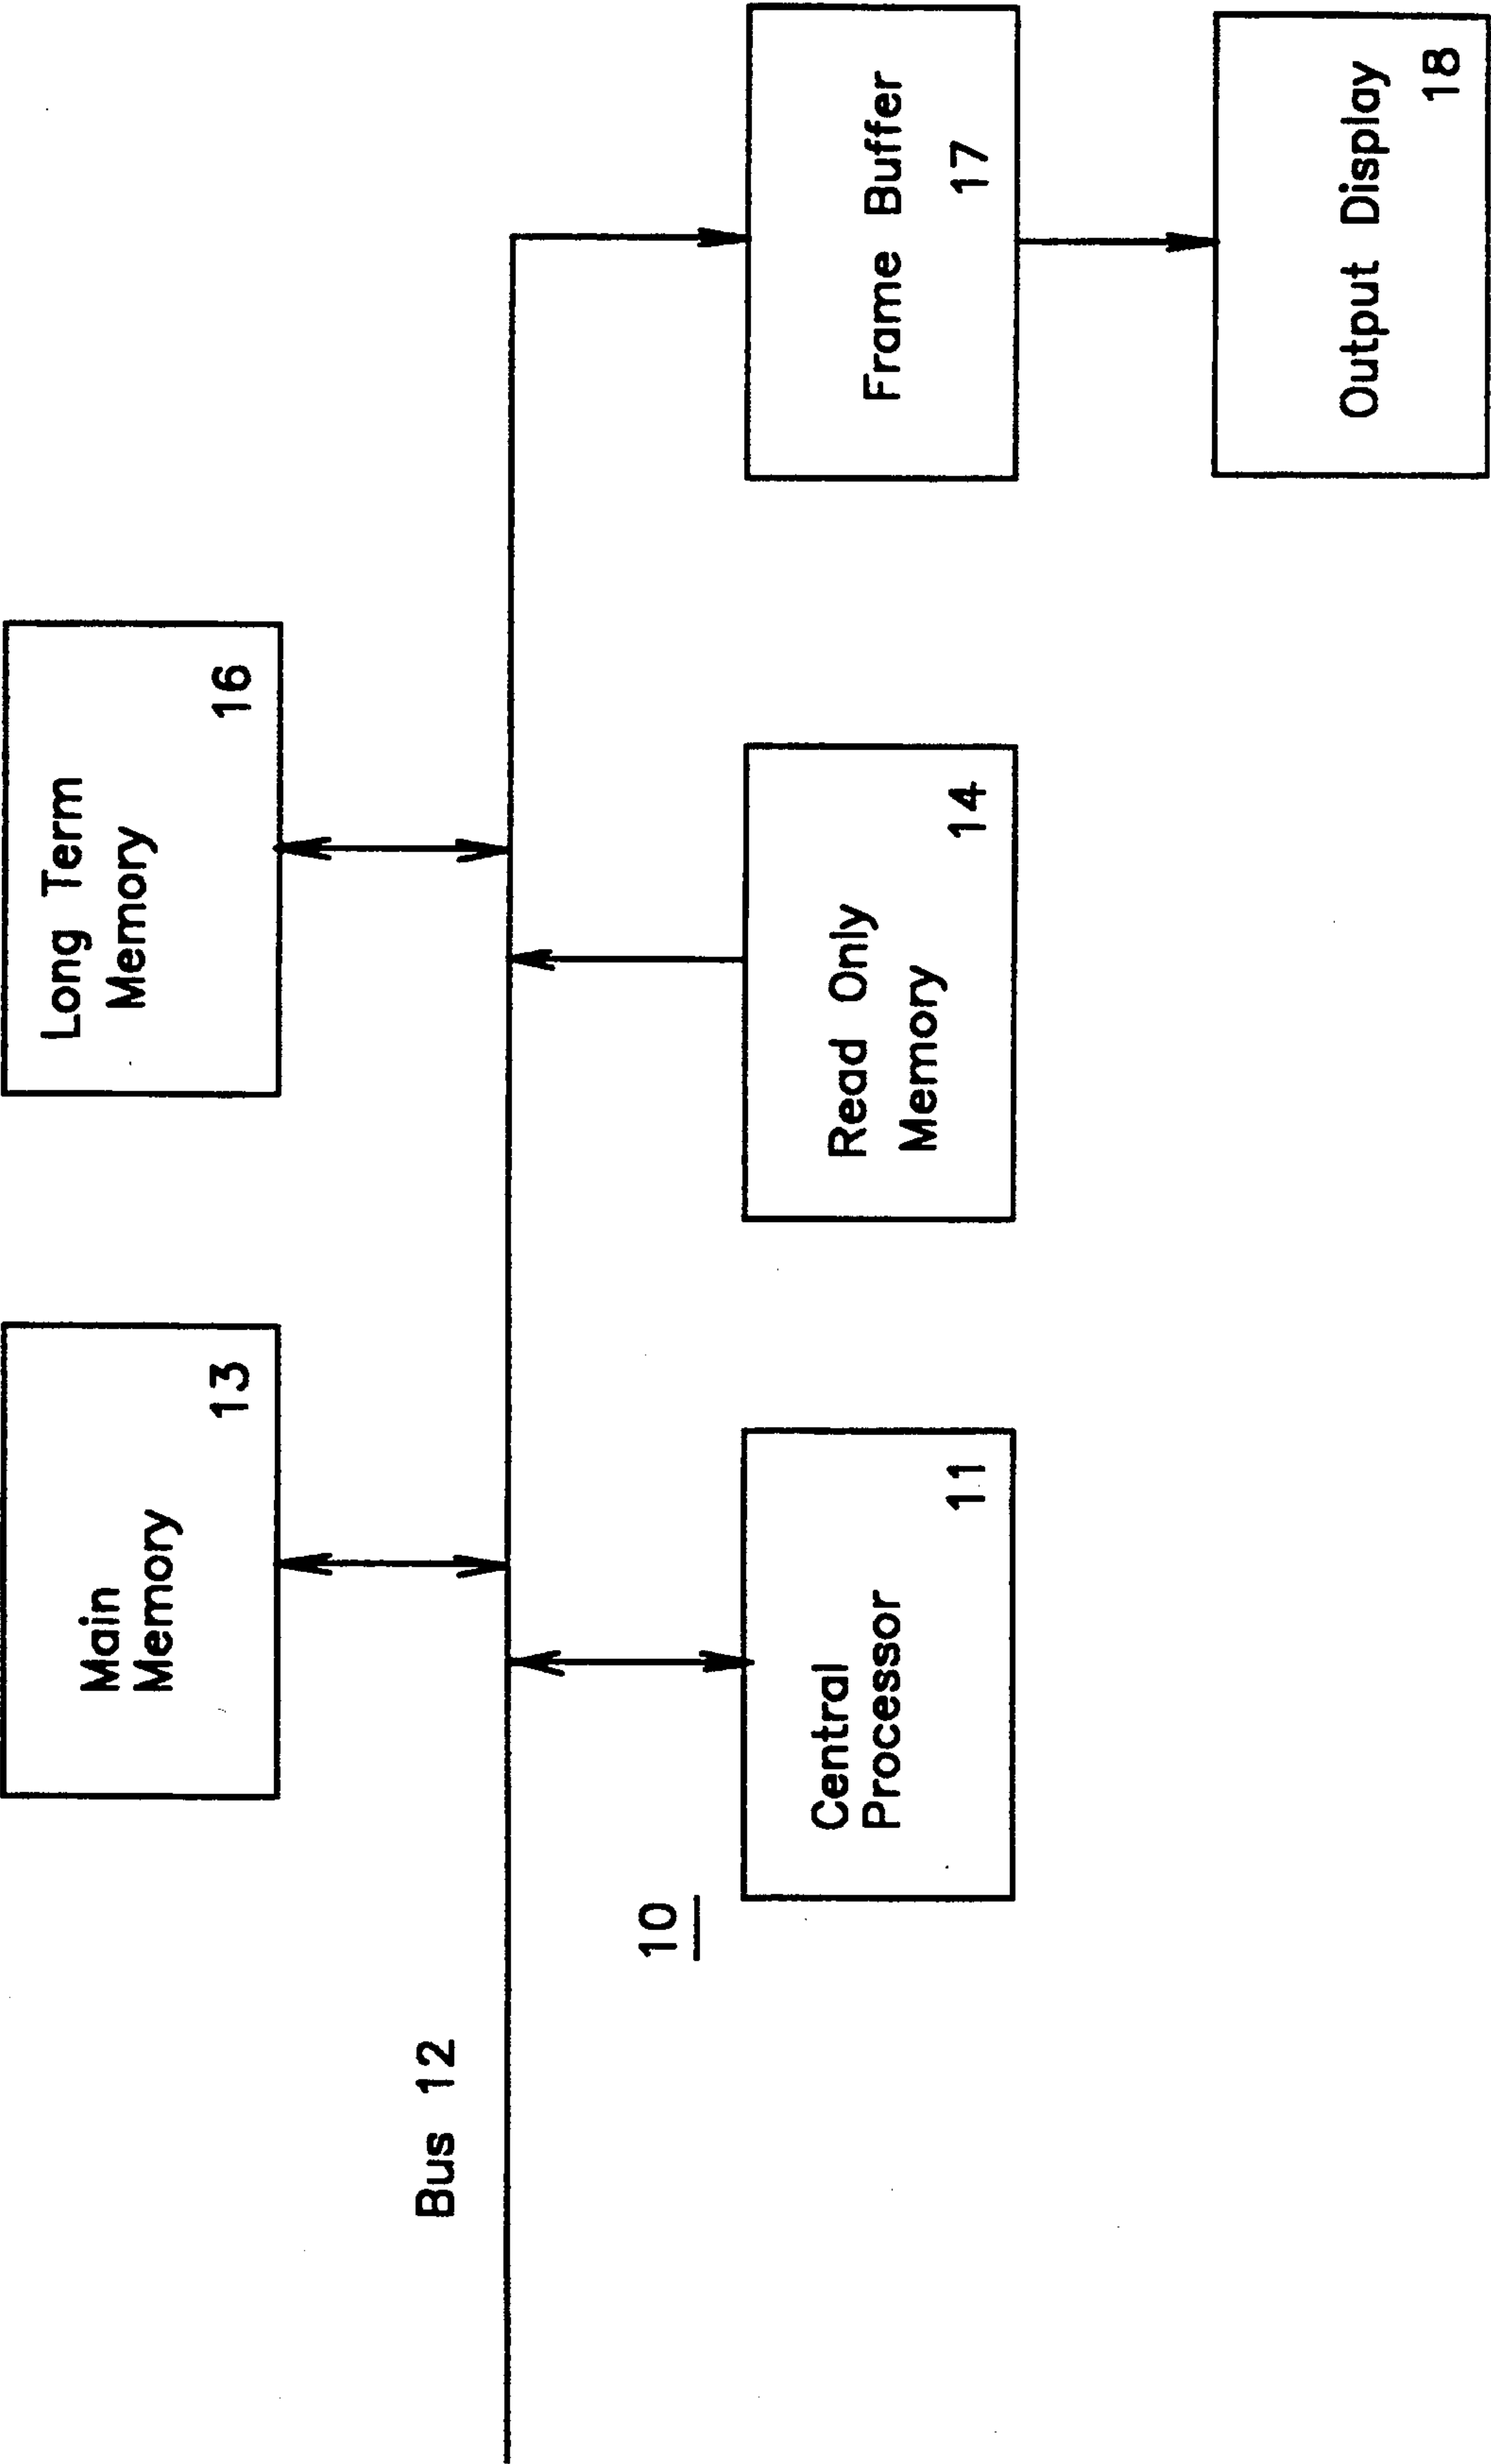 Main
Memory
13
Long Term
Memory
16
Bus 12
10
Central
Processor
11
Read Only
Memory
14
Frame Buffer
17
Output Display
18